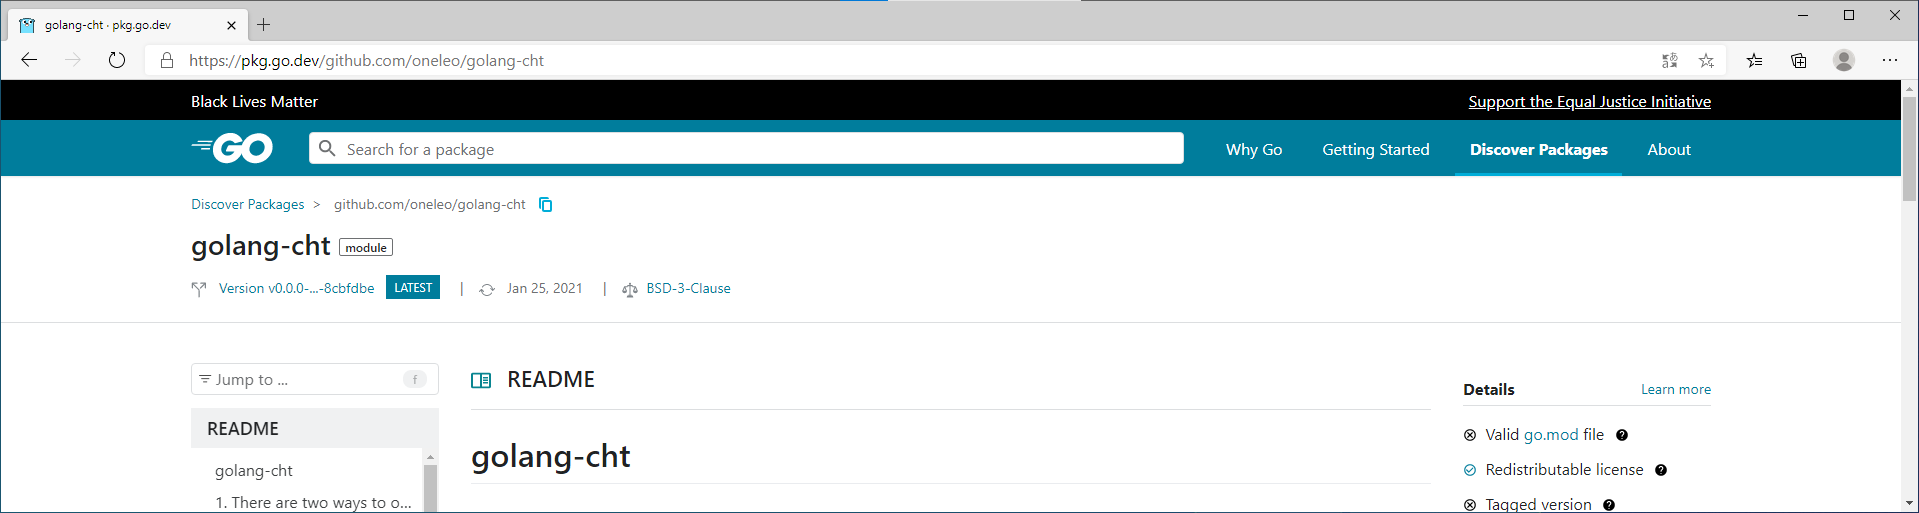 golang-cht · pkg.go.dev
https://pkg.go.dev/github.com/oneleo/golang-cht
Black Lives Matter
Support the Equal Justice Initiative
GO
Search for a package
Why Go
Getting Started
Discover Packages
About
Discover Packages > github.com/oneleo/golang-cht
golang-cht module
Version v0.0.0-...-8cbfdbe LATEST | Jan 25, 2021 | BSD-3-Clause
Jump to ... f
README
golang-cht
1. There are two ways to o...
README
golang-cht
Details
Learn more
Valid go.mod file
Redistributable license
Tagged version